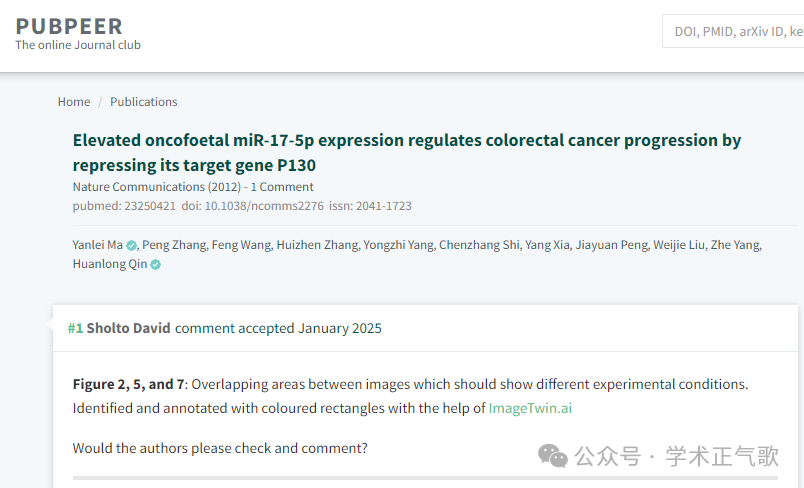 PUBPEER
The online Journal club
DOI, PMID, arXiv ID, ke
Home / Publications
Elevated oncofoetal miR-17-5p expression regulates colorectal cancer progression by
repressing its target gene P130
Nature Communications (2012) - 1 Comment
pubmed: 23250421 doi: 10.1038/ncomms2276 issn: 2041-1723
Yanlei Ma, Peng Zhang, Feng Wang, Huizhen Zhang, Yongzhi Yang, Chenzhang Shi, Yang Xia, Jiayuan Peng, Weijie Liu, Zhe Yang,
Huanlong Qin
#1 Sholto David comment accepted January 2025
Figure 2, 5, and 7: Overlapping areas between images which should show different experimental conditions.
Identified and annotated with coloured rectangles with the help of ImageTwin.ai
Would the authors please check and comment?
公众号 · 学术正气歌